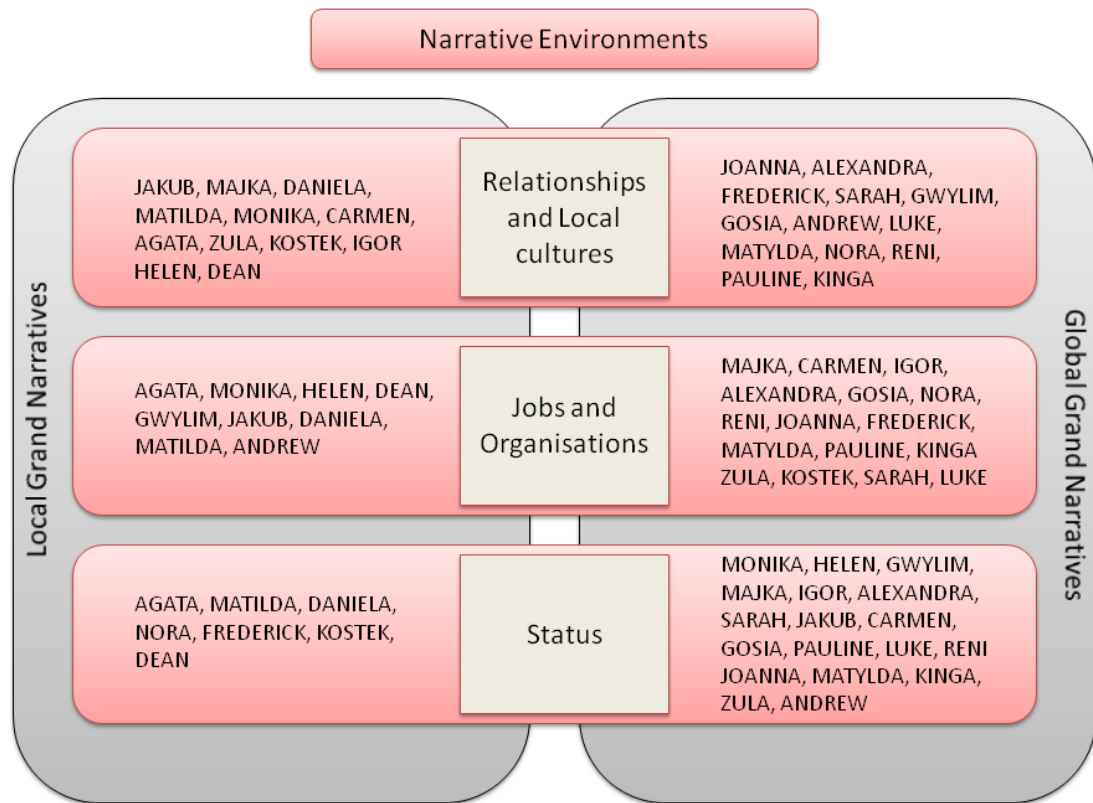 Narrative Environments
Local Grand Narratives
JAKUB, MAJKA, DANIELA,
MATILDA, MONIKA, CARMEN,
AGATA, ZULA, KOSTEK, IGOR
HELEN, DEAN
Relationships
and Local
cultures
JOANNA, ALEXANDRA,
FREDERICK, SARAH, GWYLIM,
GOSIA, ANDREW, LUKE,
MATYLDA, NORA, RENI,
PAULINE, KINGA
AGATA, MONIKA, HELEN, DEAN,
GWYLIM, JAKUB, DANIELA,
MATILDA, ANDREW
Jobs and
Organisations
MAJKA, CARMEN, IGOR,
ALEXANDRA, GOSIA, NORA,
RENI, JOANNA, FREDERICK,
MATYLDA, PAULINE, KINGA
ZULA, KOSTEK, SARAH, LUKE
AGATA, MATILDA, DANIELA,
NORA, FREDERICK, KOSTEK,
DEAN
Status
MONIKA, HELEN, GWYLIM,
MAJKA, IGOR, ALEXANDRA,
SARAH, JAKUB, CARMEN,
GOSIA, PAULINE, LUKE, RENI
JOANNA, MATYLDA, KINGA,
ZULA, ANDREW
Global Grand Narratives